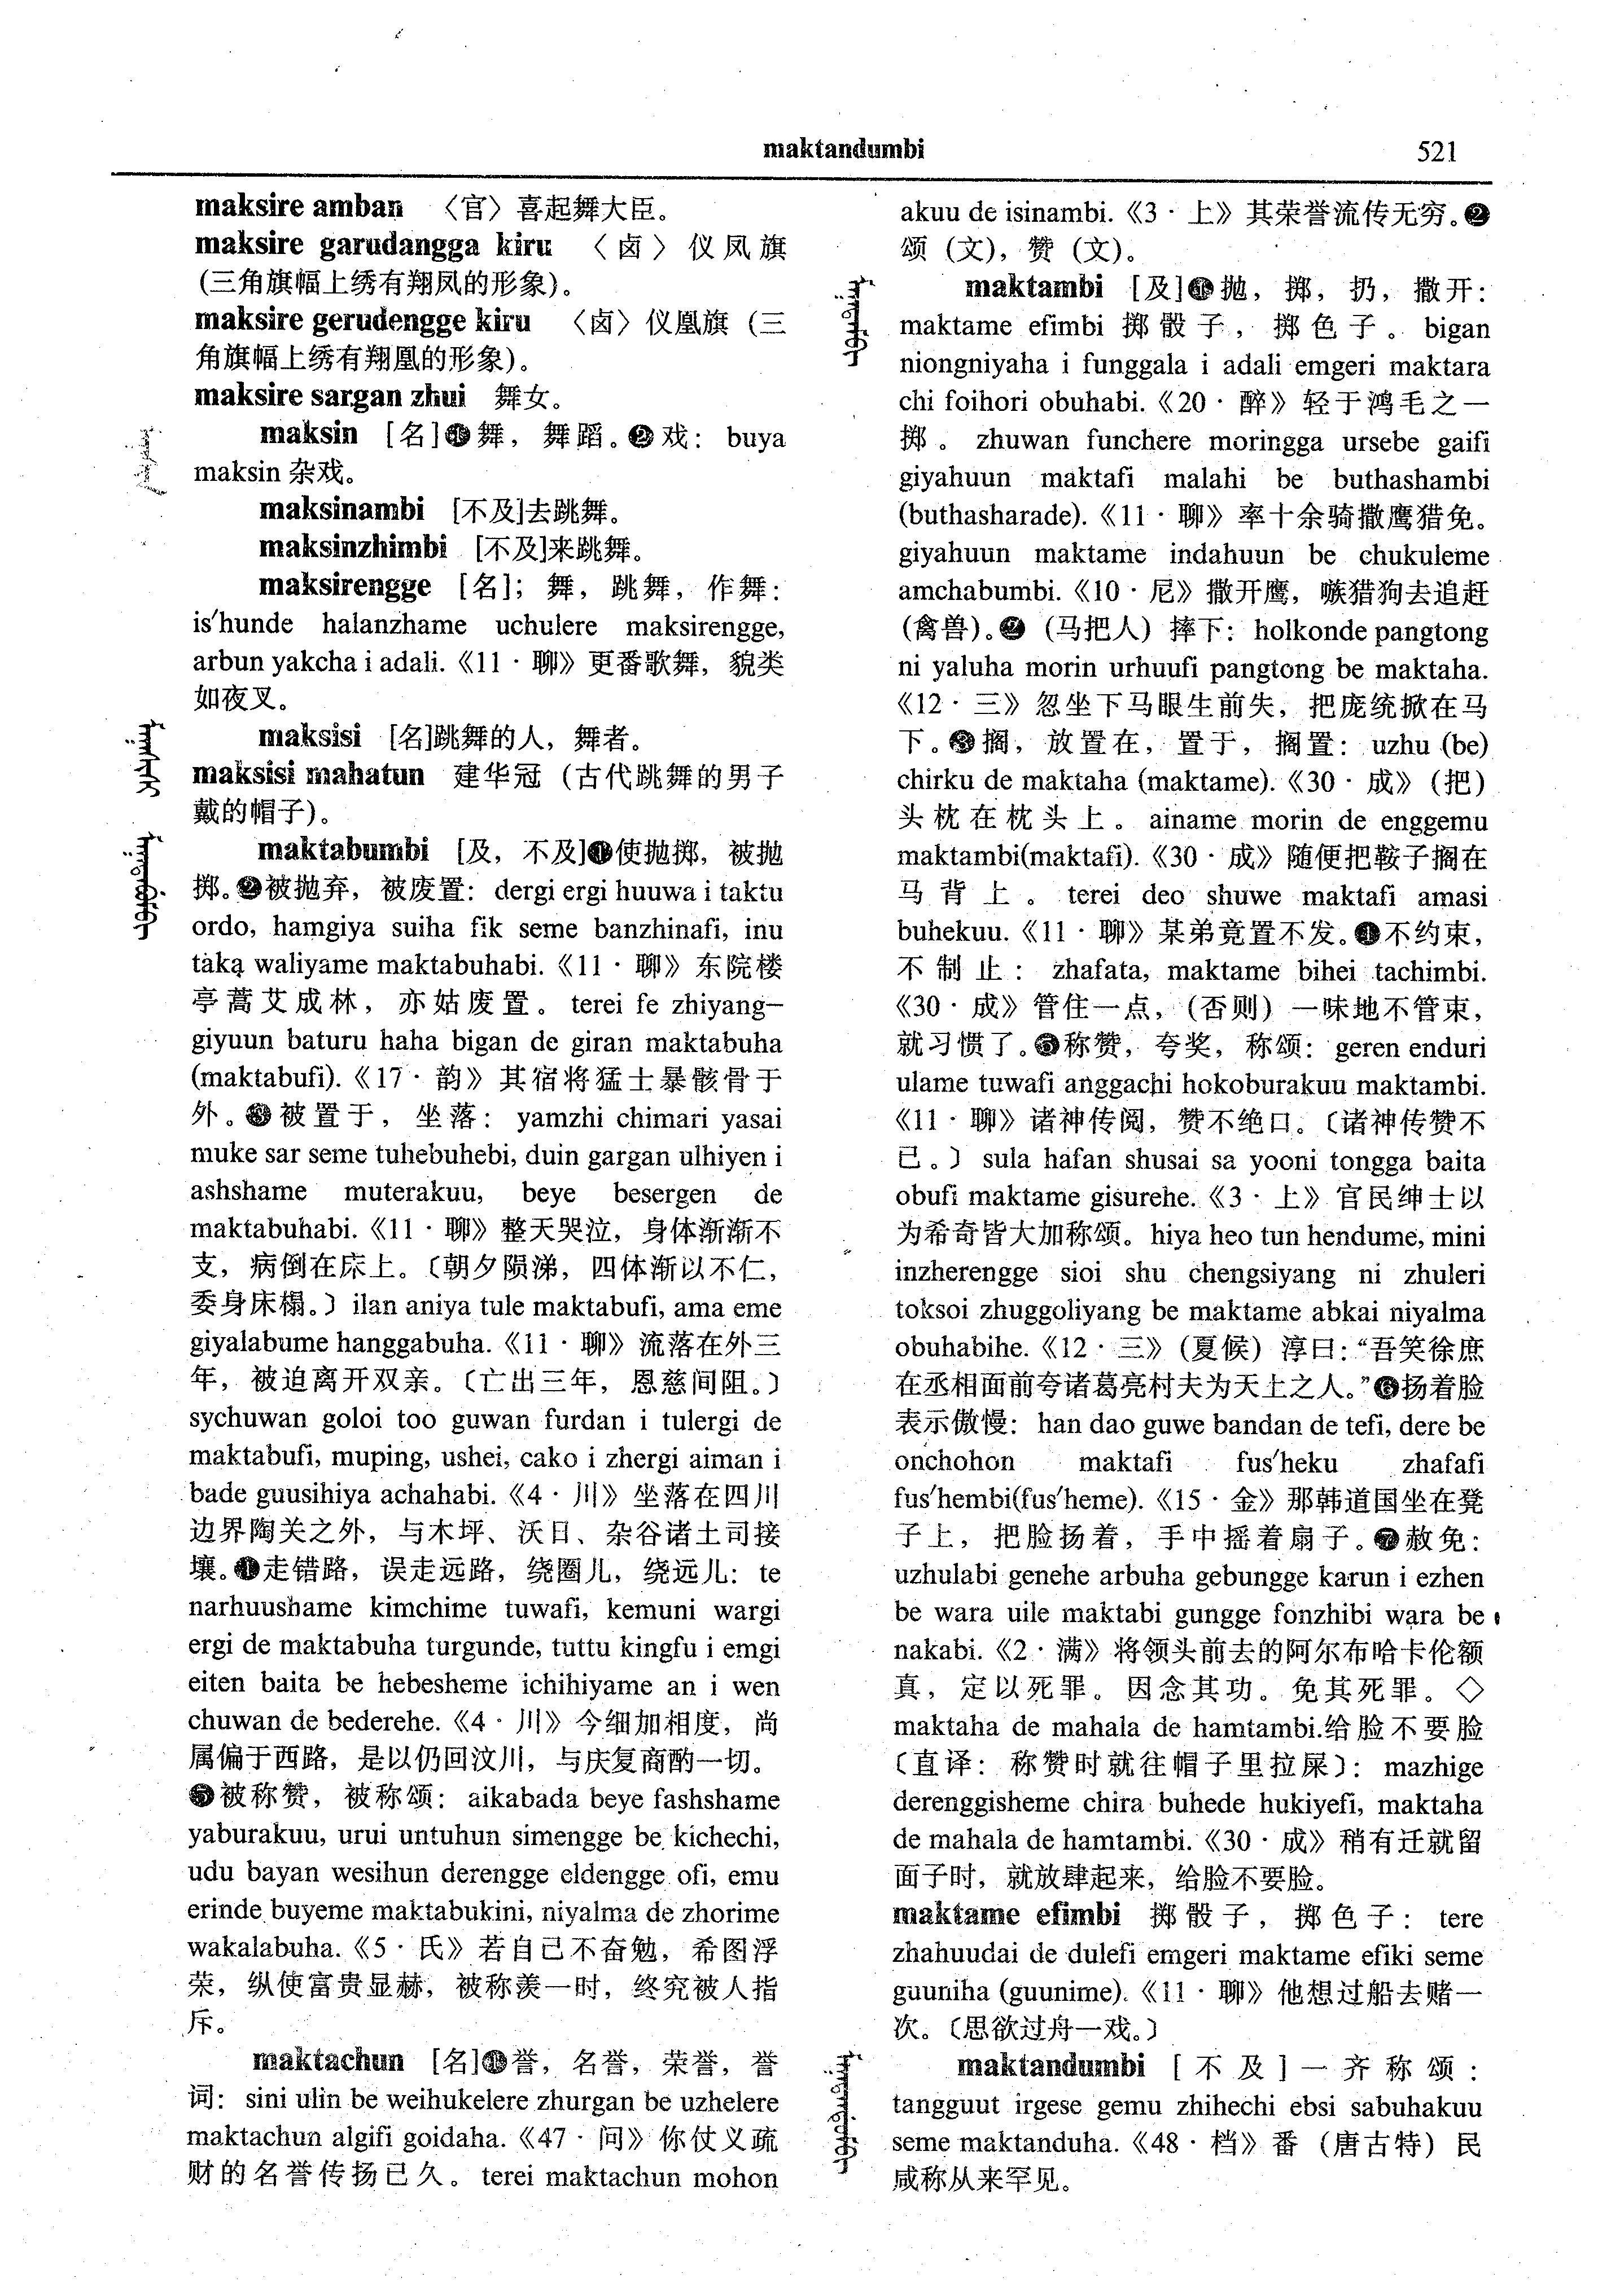 maktandumbi 521
maksire amban 〈官〉喜起舞大臣。
maksire garudangga kiru 〈卤〉仪凤旗
(三角旗幅上绣有翔凤的形象)。
maksire gerudengge kiru 〈卤〉仪凰旗 (三
角旗幅上绣有翔凰的形象)。
maksire sargan zhui 舞女。
maksin [名]❶舞，舞蹈。❷戏：buya
maksin 杂戏。
maksinambi [不及]去跳舞。
maksinzhimbi [不及]来跳舞。
maksirengge [名]；舞，跳舞，作舞：
is′hunde halanzhame uchulere maksirengge,
arbun yakcha i adali.《11 · 聊》更番歌舞，貌类
如夜叉。
maksisi [名]跳舞的人，舞者。
maksisi mahatun 建华冠 (古代跳舞的男子
戴的帽子)。
maktabumbi [及，不及]❶使抛掷，被抛
掷。❷被抛弃，被废置：dergi ergi huuwa i taktu
ordo, hamgiya suiha fik seme banzhinafi, inu
taka waliyame maktabuhabi.《11 · 聊》东院楼
亭蒿艾成林，亦姑废置。terei fe zhiyang–
giyuun baturu haha bigan de giran maktabuha
(maktabufi).《17 · 韵》其宿将猛士暴骸骨于
外。❸被置于，坐落：yamzhi chimari yasai
muke sar seme tuhebuhebi, duin gargan ulhiyen i
ashshame muterakuu, beye besergen de
maktabuhabi.《11 · 聊》整天哭泣，身体渐渐不
支，病倒在床上。〔朝夕陨涕，四体渐以不仁，
委身床榻。〕ilan aniya tule maktabufi, ama eme
giyalabume hanggabuha.《11 · 聊》流落在外三
年，被迫离开双亲。〔亡出三年，恩慈间阻。〕
sychuwan goloi too guwan furdan i tulergi de
maktabufi, muping, ushei, cako i zhergi aiman i
bade guusihiya achahabi.《4 · 川》坐落在四川
边界陶关之外，与木坪、沃日、杂谷诸土司接
壤。❹走错路，误走远路，绕圈儿，绕远儿：te
narhuushame kimchime tuwafi, kemuni wargi
ergi de maktabuha turgunde, tuttu kingfu i emgi
eiten baita be hebesheme ichihiyame an i wen
chuwan de bederehe.《4 · 川》今细加相度，尚
属偏于西路，是以仍回汶川，与庆复商酌一切。
❺被称赞，被称颂：aikabada beye fashshame
yaburakuu, urui untuhun simengge be kichechi,
udu bayan wesihun derengge eldengge ofi, emu
erinde buyeme maktabukini, niyalma de zhorime
wakalabuha.《5 · 氏》若自己不奋勉，希图浮
荣，纵使富贵显赫，被称羡一时，终究被人指
斥。
maktachun [名]❶誉，名誉，荣誉，誉
词：sini ulin be weihukelere zhurgan be uzhelere
maktachun algifi goidaha.《47 · 问》你仗义疏
财的名誉传扬已久。terei maktachun mohon
akuu de isinambi.《3 · 上》其荣誉流传无穷。❷
颂 (文)，赞 (文)。
maktambi [及]❶抛，掷，扔，撒开：
maktame efimbi 掷骰子，掷色子。bigan
niongniyaha i funggala i adali emgeri maktara
chi foihori obuhabi.《20 · 醉》轻于鸿毛之一
掷。zhuwan funchere moringga ursebe gaifi
giyahuun maktafi malahi be buthashambi
(buthasharade).《11 · 聊》率十余骑撒鹰猎免。
giyahuun maktame indahuun be chukuleme
amchabumbi.《10 · 尼》撒开鹰，嗾猎狗去追赶
(禽兽)。❷ (马把人) 摔下：holkonde pangtong
ni yaluha morin urhuufi pangtong be maktaha.
《12 · 三》忽坐下马眼生前失，把庞统掀在马
下。❸搁，放置在，置于，搁置：uzhu (be)
chirku de maktaha (maktame).《30 · 成》(把)
头枕在枕头上。ainame morin de enggemu
maktambi(maktafi).《30 · 成》随便把鞍子搁在
马背上。terei deo shuwe maktafi amasi
buhekuu.《11 · 聊》某弟竟置不发。❹不约束，
不制止：zhafata, maktame bihei tachimbi.
《30 · 成》管住一点，(否则) 一味地不管束，
就习惯了。❺称赞，夸奖，称颂：geren enduri
ulame tuwafi anggachi hokoburakuu maktambi.
《11 · 聊》诸神传阅，赞不绝口。〔诸神传赞不
已。〕sula hafan shusai sa yooni tongga baita
obufi maktame gisurehe.《3 · 上》官民绅士以
为希奇皆大加称颂。hiya heo tun hendume, mini
inzherengge sioi shu chengsiyang ni zhuleri
toksoi zhuggoliyang be maktame abkai niyalma
obuhabihe.《12 · 三》(夏候) 淳曰：“吾笑徐庶
在丞相面前夸诸葛亮村夫为天上之人。”❻扬着脸
表示傲慢：han dao guwe bandan de tefi, dere be
onchohon maktafi fus′heku zhafafi
fus′hembi(fus′heme).《15 · 金》那韩道国坐在凳
子上，把脸扬着，手中摇着扇子。❼赦免：
uzhulabi genehe arbuha gebungge karun i ezhen
be wara uile maktabi gungge fonzhibi wara be
nakabi.《2 · 满》将领头前去的阿尔布哈卡伦额
真，定以死罪。因念其功。免其死罪。◇
maktaha de mahala de hamtambi.给脸不要脸
〔直译：称赞时就往帽子里拉屎〕：mazhige
derenggisheme chira buhede hukiyefi, maktaha
de mahala de hamtambi.《30 · 成》稍有迁就留
面子时，就放肆起来，给脸不要脸。
maktame efimbi 掷骰子，掷色子：tere
zhahuudai de dulefi emgeri maktame efiki seme
guuniha (guunime).《11 · 聊》他想过船去赌一
次。〔思欲过舟一戏。〕
maktandumbi [不及]一齐称颂：
tangguut irgese gemu zhihechi ebsi sabuhakuu
seme maktanduha.《48 · 档》番 (唐古特) 民
咸称从来罕见。